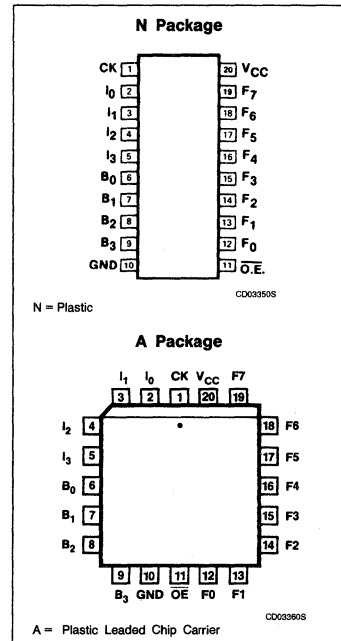 N Package
CK 1 20 VCC
I0 2 19 F7
I1 3 18 F6
I2 4 17 F5
I3 5 16 F4
B0 6 15 F3
B1 7 14 F2
B2 8 13 F1
B3 9 12 F0
GND 10 11 O.E.
CD03350S
N = Plastic
A Package
I1 I0 CK VCC F7
3 2 1 20 19
I2 4 18 F6
I3 5 17 F5
B0 6 16 F4
B1 7 15 F3
B2 8 14 F2
9 10 11 12 13
B3 GND OE F0 F1
CD03360S
A = Plastic Leaded Chip Carrier